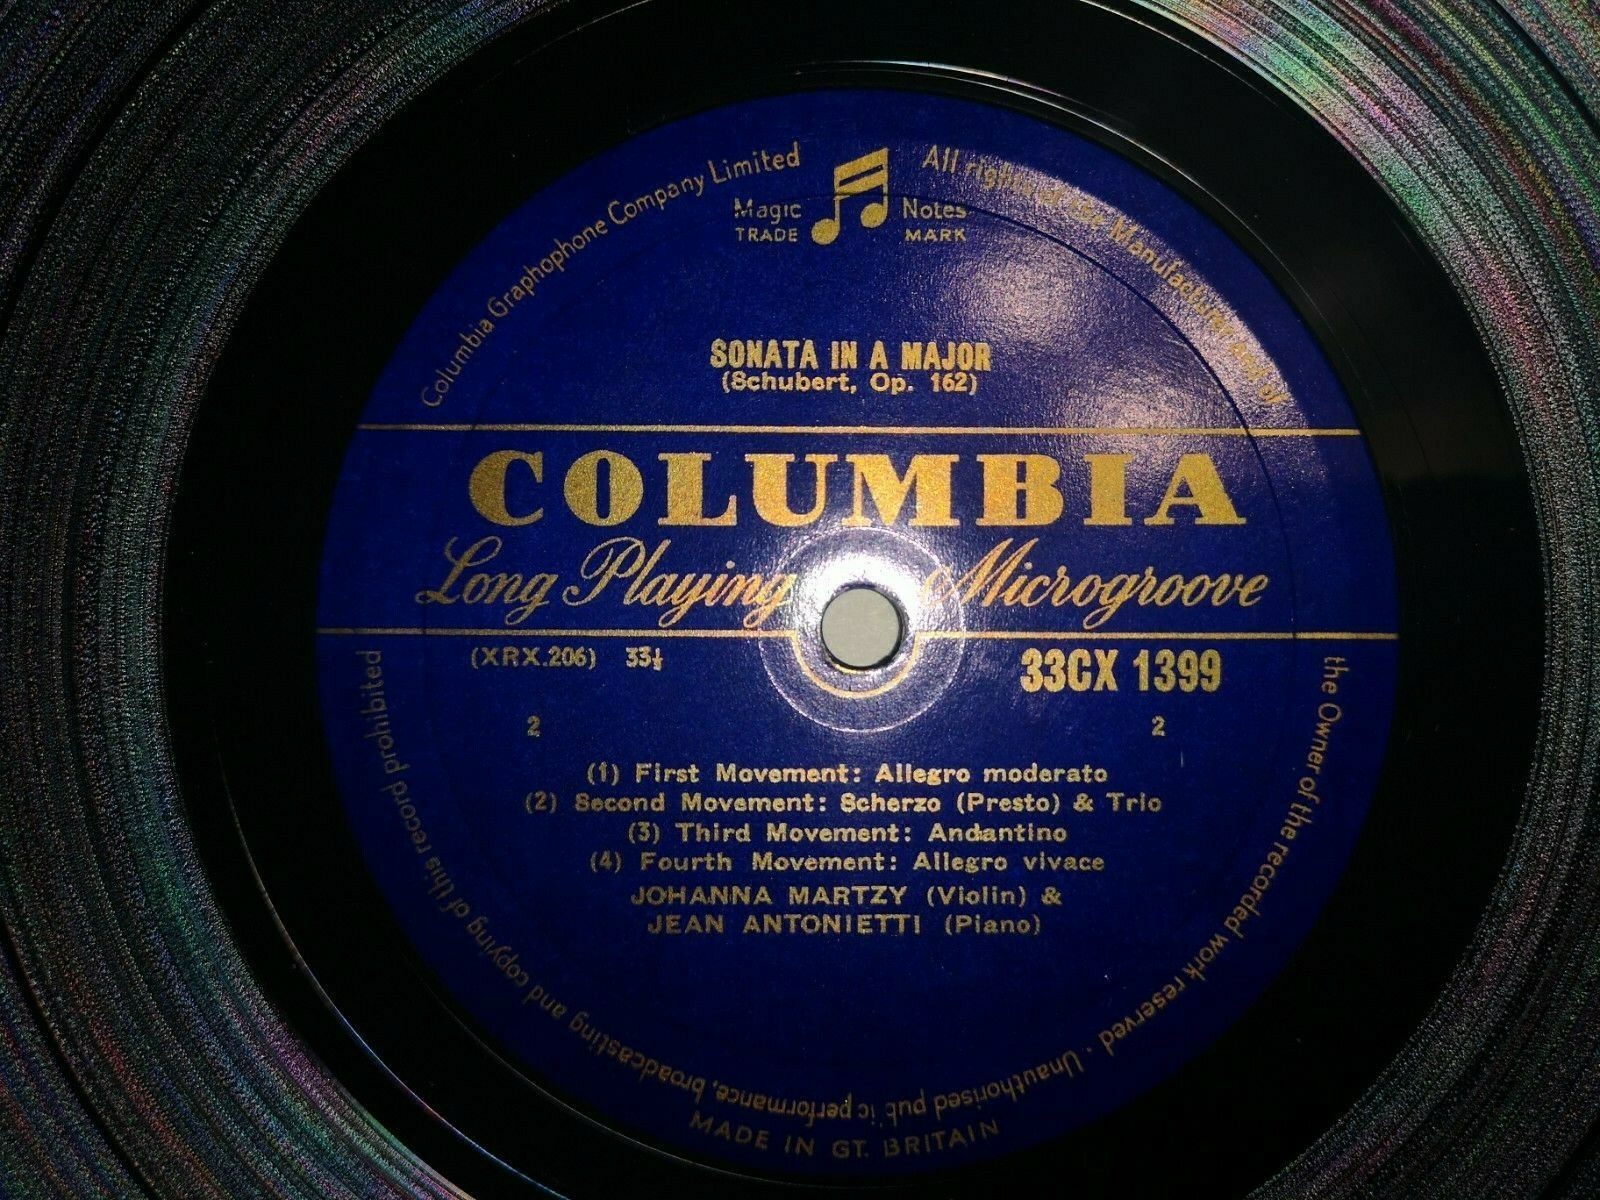 Columbia Graphophone Company Limited
All rights of the Manufacturer and of
the Owner of the recorded work reserved · Unauthorised public performance, broadcasting and copying of this record prohibited
Magic Notes
TRADE MARK
SONATA IN A MAJOR
(Schubert, Op. 162)
COLUMBIA
Long Playing Microgroove
(XRX.206) 33⅓
33CX 1399
2 2
(1) First Movement: Allegro moderato
(2) Second Movement: Scherzo (Presto) & Trio
(3) Third Movement: Andantino
(4) Fourth Movement: Allegro vivace
JOHANNA MARTZY (Violin) &
JEAN ANTONIETTI (Piano)
MADE IN GT. BRITAIN